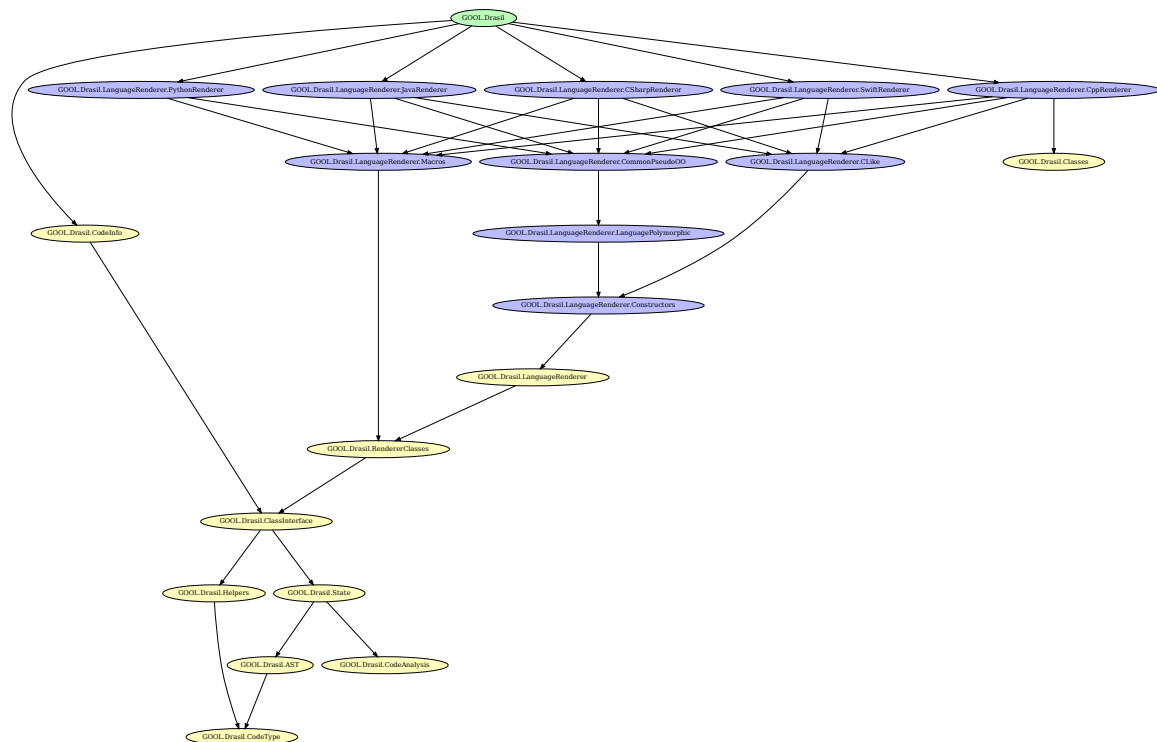 GOOL.Drasil
GOOL.Drasil.LanguageRenderer.PythonRenderer
GOOL.Drasil.LanguageRenderer.JavaRenderer
GOOL.Drasil.LanguageRenderer.CSharpRenderer
GOOL.Drasil.LanguageRenderer.SwiftRenderer
GOOL.Drasil.LanguageRenderer.CppRenderer
GOOL.Drasil.LanguageRenderer.Macros
GOOL.Drasil.LanguageRenderer.CommonPseudoOO
GOOL.Drasil.LanguageRenderer.CLike
GOOL.Drasil.Classes
GOOL.Drasil.CodeInfo
GOOL.Drasil.LanguageRenderer.LanguagePolymorphic
GOOL.Drasil.LanguageRenderer.Constructors
GOOL.Drasil.LanguageRenderer
GOOL.Drasil.RendererClasses
GOOL.Drasil.ClassInterface
GOOL.Drasil.Helpers
GOOL.Drasil.State
GOOL.Drasil.AST
GOOL.Drasil.CodeAnalysis
GOOL.Drasil.CodeType